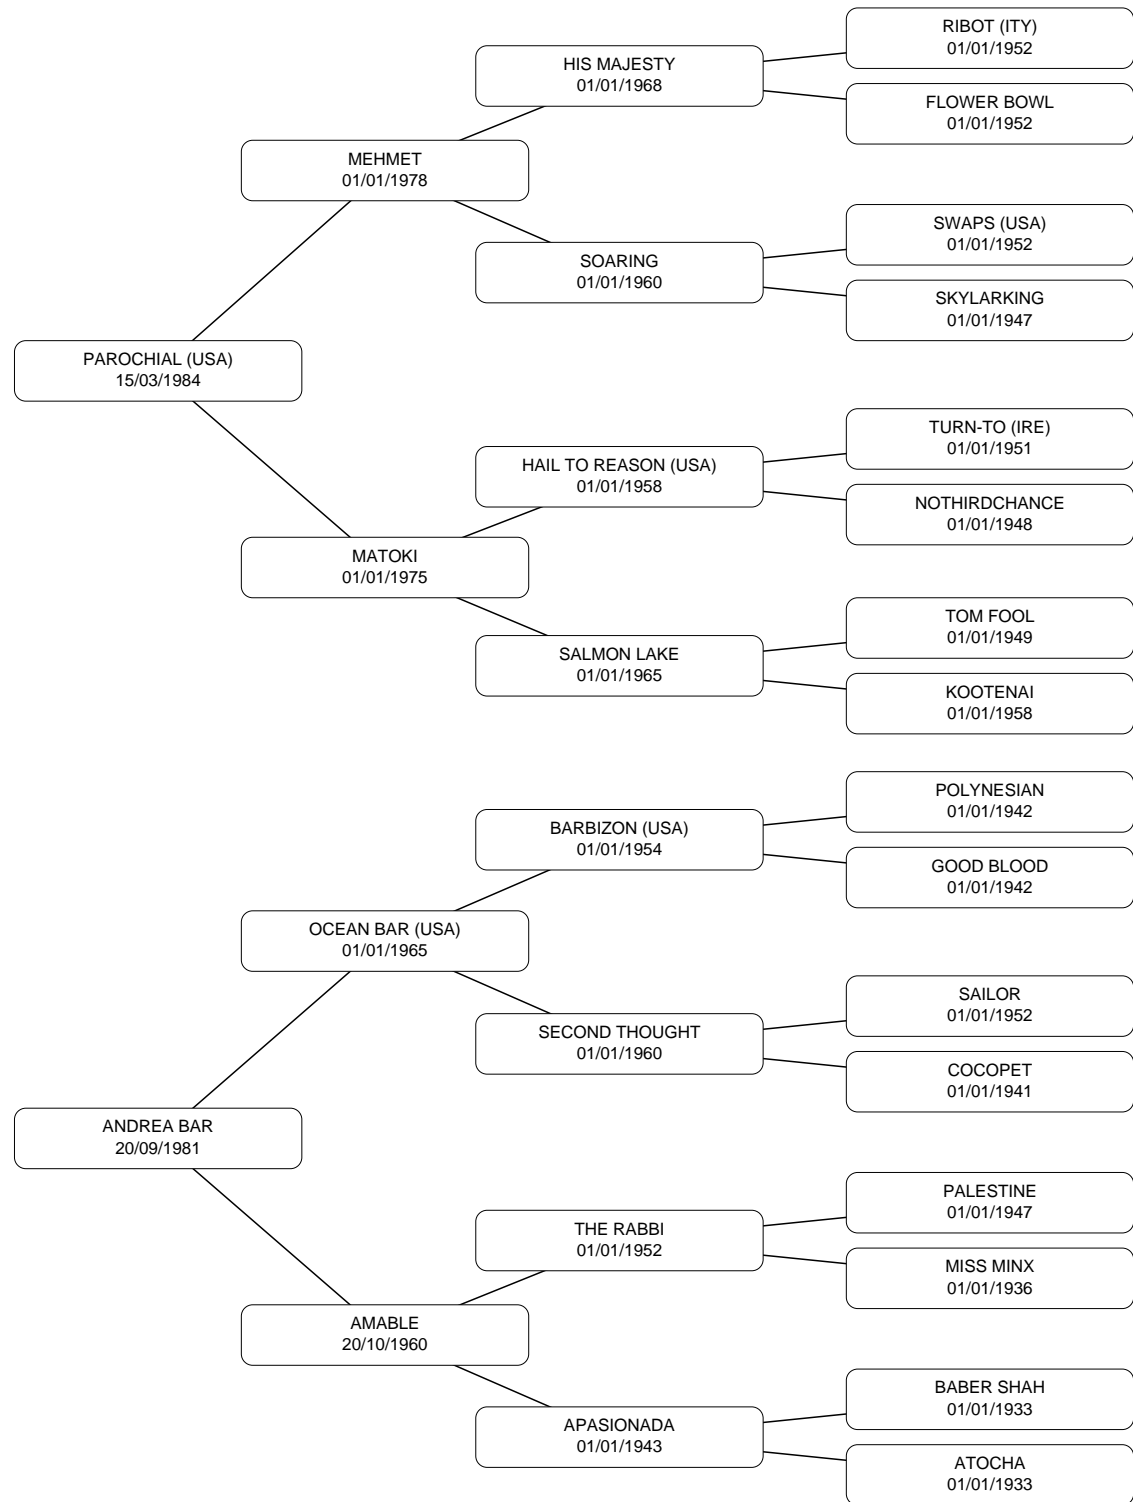 RIBOT (ITY)
01/01/1952
HIS MAJESTY
01/01/1968
FLOWER BOWL
01/01/1952
MEHMET
01/01/1978
SWAPS (USA)
01/01/1952
SOARING
01/01/1960
SKYLARKING
01/01/1947
PAROCHIAL (USA)
15/03/1984
TURN-TO (IRE)
01/01/1951
HAIL TO REASON (USA)
01/01/1958
NOTHIRDCHANCE
01/01/1948
MATOKI
01/01/1975
TOM FOOL
01/01/1949
SALMON LAKE
01/01/1965
KOOTENAI
01/01/1958
POLYNESIAN
01/01/1942
BARBIZON (USA)
01/01/1954
GOOD BLOOD
01/01/1942
OCEAN BAR (USA)
01/01/1965
SAILOR
01/01/1952
SECOND THOUGHT
01/01/1960
COCOPET
01/01/1941
ANDREA BAR
20/09/1981
PALESTINE
01/01/1947
THE RABBI
01/01/1952
MISS MINX
01/01/1936
AMABLE
20/10/1960
BABER SHAH
01/01/1933
APASIONADA
01/01/1943
ATOCHA
01/01/1933